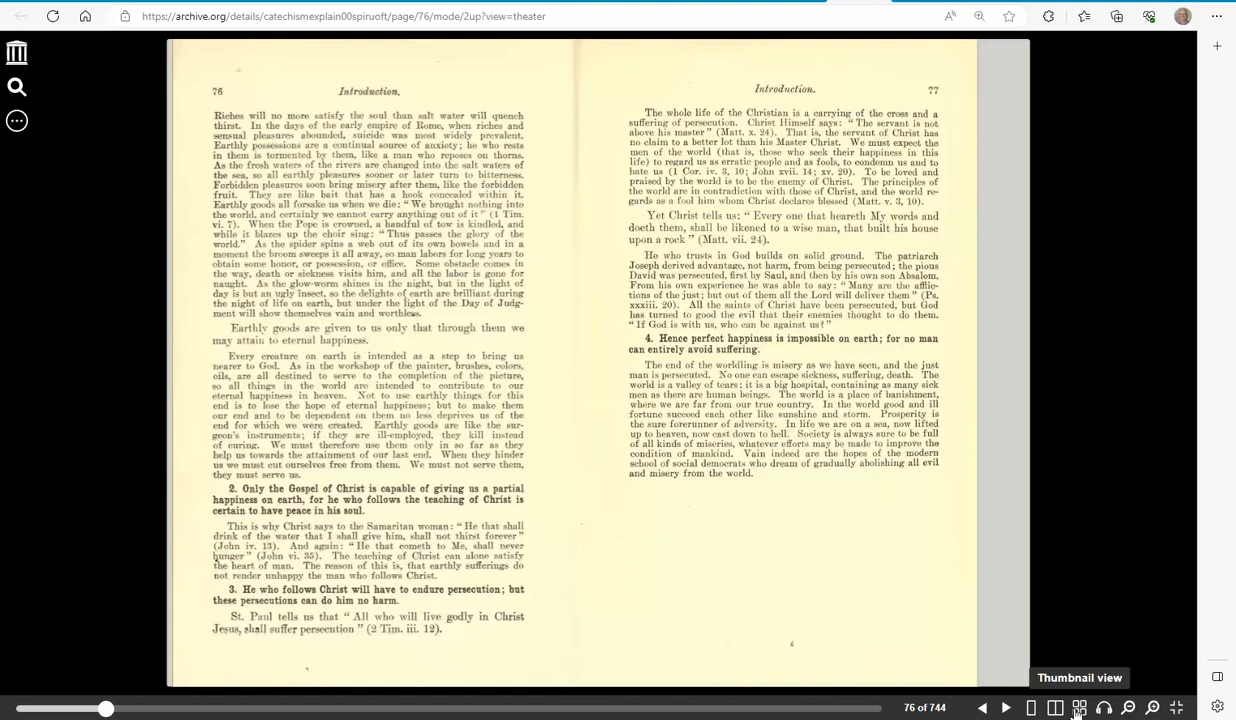 https://archive.org/details/catechismexplain00spiruoft/page/76/mode/2up?view=theater
76 Introduction.
Riches will no more satisfy the soul than salt water will quench
thirst. In the days of the early empire of Rome, when riches and
sensual pleasures abounded, suicide was most widely prevalent.
Earthly possessions are a continual source of anxiety; he who rests
in them is tormented by them, like a man who reposes on thorns.
As the fresh waters of the rivers are changed into the salt waters of
the sea, so all earthly pleasures sooner or later turn to bitterness.
Forbidden pleasures soon bring misery after them, like the forbidden
fruit. They are like bait that has a hook concealed within it.
Earthly goods all forsake us when we die: “We brought nothing into
the world, and certainly we cannot carry anything out of it” (1 Tim.
vi. 7). When the Pope is crowned, a handful of tow is kindled, and
while it blazes up the choir sing: “Thus passes the glory of the
world.” As the spider spins a web out of its own bowels and in a
moment the broom sweeps it all away, so man labors for long years to
obtain some honor, or possession, or office. Some obstacle comes in
the way, death or sickness visits him, and all the labor is gone for
naught. As the glow-worm shines in the night, but in the light of
day is but an ugly insect, so the delights of earth are brilliant during
the night of life on earth, but under the light of the Day of Judg-
ment will show themselves vain and worthless.
Earthly goods are given to us only that through them we
may attain to eternal happiness.
Every creature on earth is intended as a step to bring us
nearer to God. As in the workshop of the painter, brushes, colors,
oils, are all destined to serve to the completion of the picture,
so all things in the world are intended to contribute to our
eternal happiness in heaven. Not to use earthly things for this
end is to lose the hope of eternal happiness; but to make them
our end and to be dependent on them no less deprives us of the
end for which we were created. Earthly goods are like the sur-
geon's instruments; if they are ill-employed, they kill instead
of curing. We must therefore use them only in so far as they
help us towards the attainment of our last end. When they hinder
us we must cut ourselves free from them. We must not serve them,
they must serve us.
2. Only the Gospel of Christ is capable of giving us a partial
happiness on earth, for he who follows the teaching of Christ is
certain to have peace in his soul.
This is why Christ says to the Samaritan woman: “He that shall
drink of the water that I shall give him, shall not thirst forever”
(John iv. 13). And again: “He that cometh to Me, shall never
hunger” (John vi. 35). The teaching of Christ can alone satisfy
the heart of man. The reason of this is, that earthly sufferings do
not render unhappy the man who follows Christ.
3. He who follows Christ will have to endure persecution; but
these persecutions can do him no harm.
St. Paul tells us that “All who will live godly in Christ
Jesus, shall suffer persecution” (2 Tim. iii. 12).
Introduction. 77
The whole life of the Christian is a carrying of the cross and a
suffering of persecution. Christ Himself says: “The servant is not
above his master” (Matt. x. 24). That is, the servant of Christ has
no claim to a better lot than his Master Christ. We must expect the
men of the world (that is, those who seek their happiness in this
life) to regard us as erratic people and as fools, to condemn us and to
hate us (1 Cor. iv. 3, 10; John xvii. 14; xv. 20). To be loved and
praised by the world is to be the enemy of Christ. The principles of
the world are in contradiction with those of Christ, and the world re-
gards as a fool him whom Christ declares blessed (Matt. v. 3, 10).
Yet Christ tells us: “Every one that heareth My words and
doeth them, shall be likened to a wise man, that built his house
upon a rock” (Matt. vii. 24).
He who trusts in God builds on solid ground. The patriarch
Joseph derived advantage, not harm, from being persecuted; the pious
David was persecuted, first by Saul, and then by his own son Absalom.
From his own experience he was able to say: “Many are the afflic-
tions of the just; but out of them all the Lord will deliver them” (Ps.
xxxiii. 20). All the saints of Christ have been persecuted, but God
has turned to good the evil that their enemies thought to do them.
“If God is with us, who can be against us?”
4. Hence perfect happiness is impossible on earth; for no man
can entirely avoid suffering.
The end of the worldling is misery as we have seen, and the just
man is persecuted. No one can escape sickness, suffering, death. The
world is a valley of tears; it is a big hospital, containing as many sick
men as there are human beings. The world is a place of banishment,
where we are far from our true country. In the world good and ill
fortune succeed each other like sunshine and storm. Prosperity is
the sure forerunner of adversity. In life we are on a sea, now lifted
up to heaven, now cast down to hell. Society is always sure to be full
of all kinds of miseries, whatever efforts may be made to improve the
condition of mankind. Vain indeed are the hopes of the modern
school of social democrats who dream of gradually abolishing all evil
and misery from the world.
Thumbnail view
76 of 744